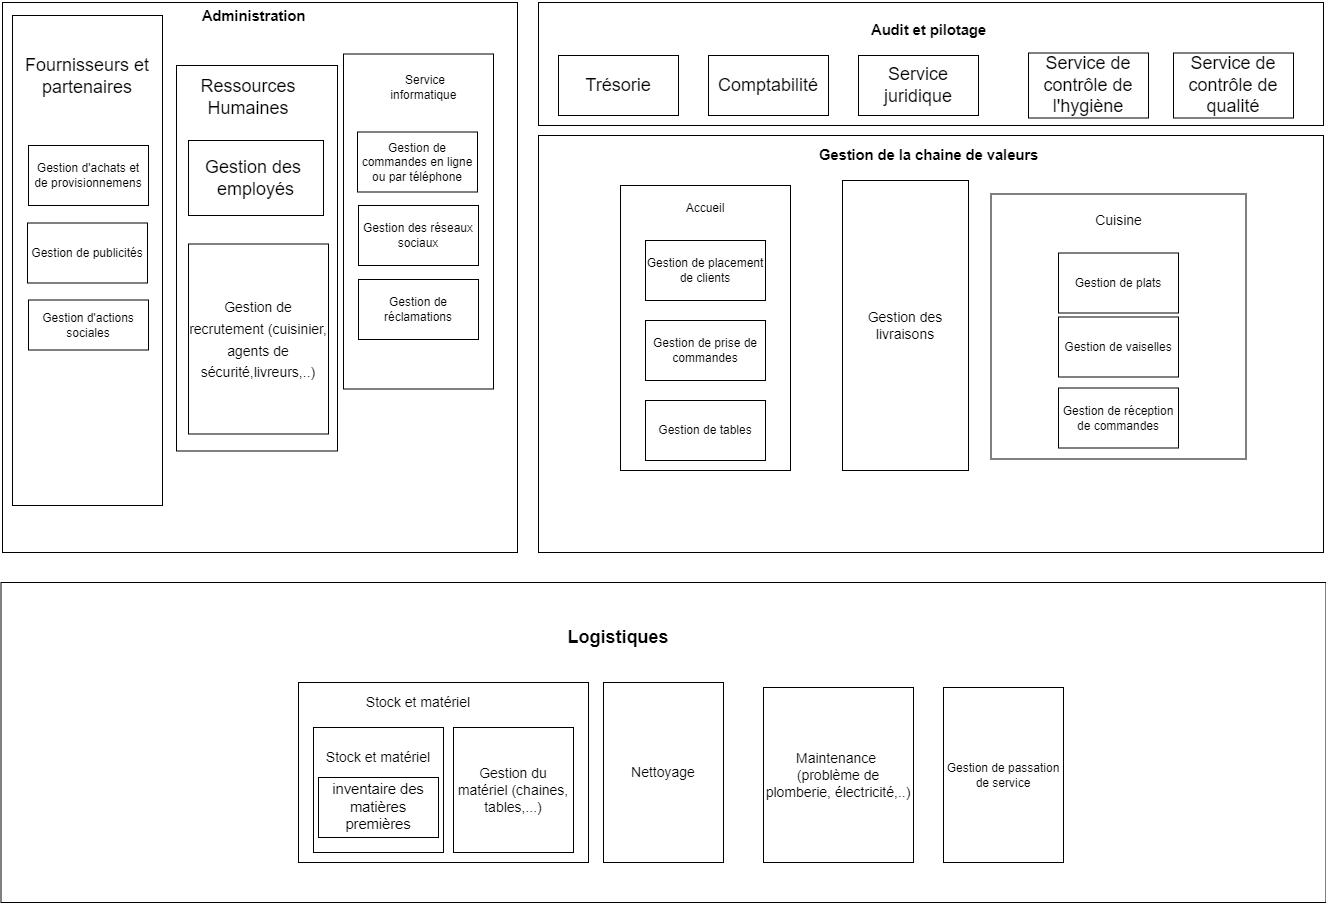 Administration
Fournisseurs et
partenaires
Gestion d'achats et
de provisionnemens
Gestion de publicités
Gestion d'actions
sociales
Ressources
Humaines
Gestion des
employés
Gestion de
recrutement (cuisinier,
agents de
sécurité,livreurs,..)
Service
informatique
Gestion de
commandes en ligne
ou par téléphone
Gestion des réseaux
sociaux
Gestion de
réclamations
Audit et pilotage
Trésorie
Comptabilité
Service
juridique
Service de
contrôle de
l'hygiène
Service de
contrôle de
qualité
Gestion de la chaine de valeurs
Accueil
Gestion de placement
de clients
Gestion de prise de
commandes
Gestion de tables
Gestion des
livraisons
Cuisine
Gestion de plats
Gestion de vaiselles
Gestion de réception
de commandes
Logistiques
Stock et matériel
Stock et matériel
inventaire des
matières
premières
Gestion du
matériel (chaines,
tables,...)
Nettoyage
Maintenance
(problème de
plomberie, électricité,..)
Gestion de passation
de service